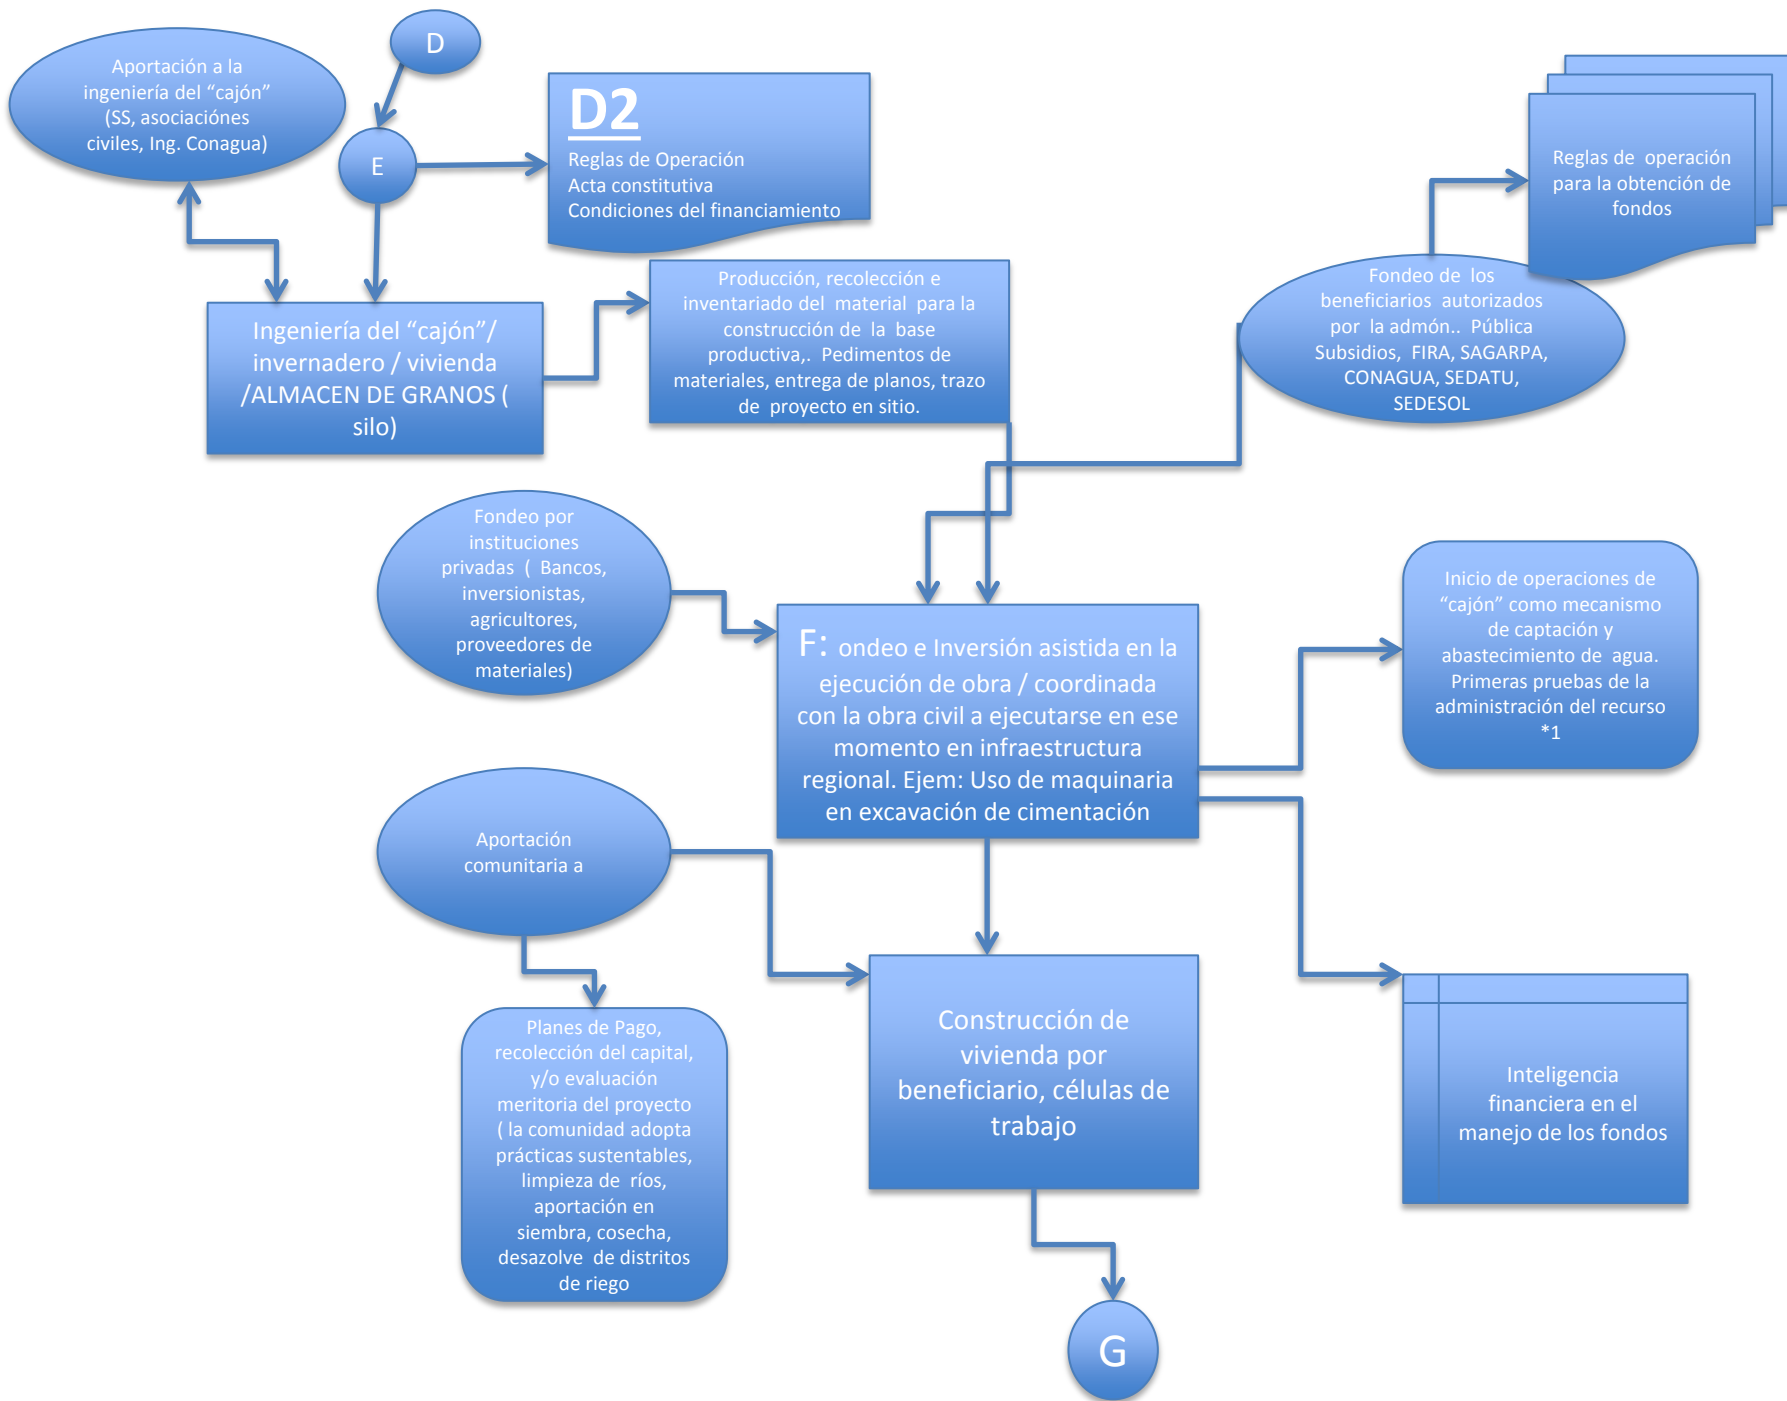 D
Aportación a la
ingeniería del “cajón”
(SS, asociaciónes
civiles, Ing. Conagua)
E
D2
Reglas de Operación
Acta constitutiva
Condiciones del financiamiento
Reglas de operación
para la obtención de
fondos
Ingeniería del “cajón”/
invernadero / vivienda
/ALMACEN DE GRANOS (
silo)
Producción, recolección e
inventariado del material para la
construcción de la base
productiva,. Pedimentos de
materiales, entrega de planos, trazo
de proyecto en sitio.
Fondeo de los
beneficiarios autorizados
por la admón.. Pública
Subsidios, FIRA, SAGARPA,
CONAGUA, SEDATU,
SEDESOL
Fondeo por
instituciones
privadas ( Bancos,
inversionistas,
agricultores,
proveedores de
materiales)
F: ondeo e Inversión asistida en la
ejecución de obra / coordinada
con la obra civil a ejecutarse en ese
momento en infraestructura
regional. Ejem: Uso de maquinaria
en excavación de cimentación
Inicio de operaciones de
“cajón” como mecanismo
de captación y
abastecimiento de agua.
Primeras pruebas de la
administración del recurso
*1
Aportación
comunitaria a
Planes de Pago,
recolección del capital,
y/o evaluación
meritoria del proyecto
( la comunidad adopta
prácticas sustentables,
limpieza de ríos,
aportación en
siembra, cosecha,
desazolve de distritos
de riego
Construcción de
vivienda por
beneficiario, células de
trabajo
Inteligencia
financiera en el
manejo de los fondos
G